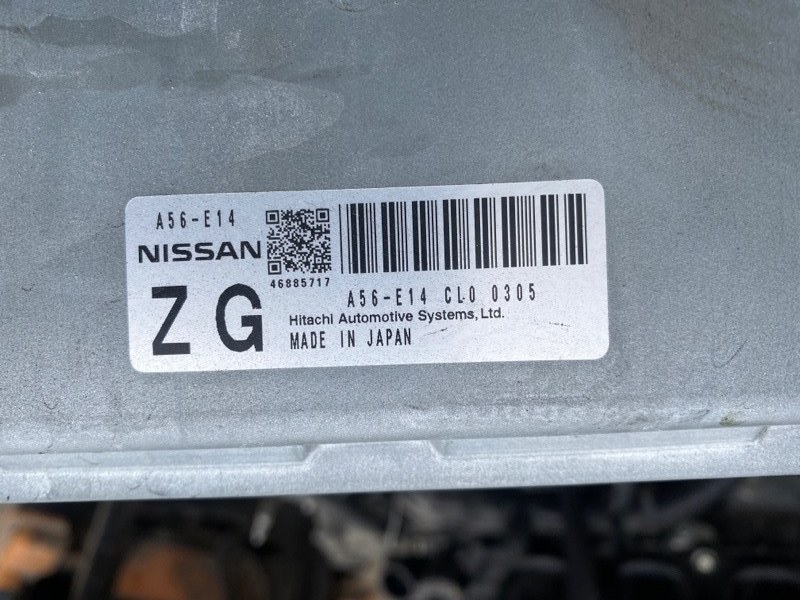 A56-E14
NISSAN
46885717
ZG
A56-E14 CL0 0305
Hitachi Automotive Systems, Ltd.
MADE IN JAPAN